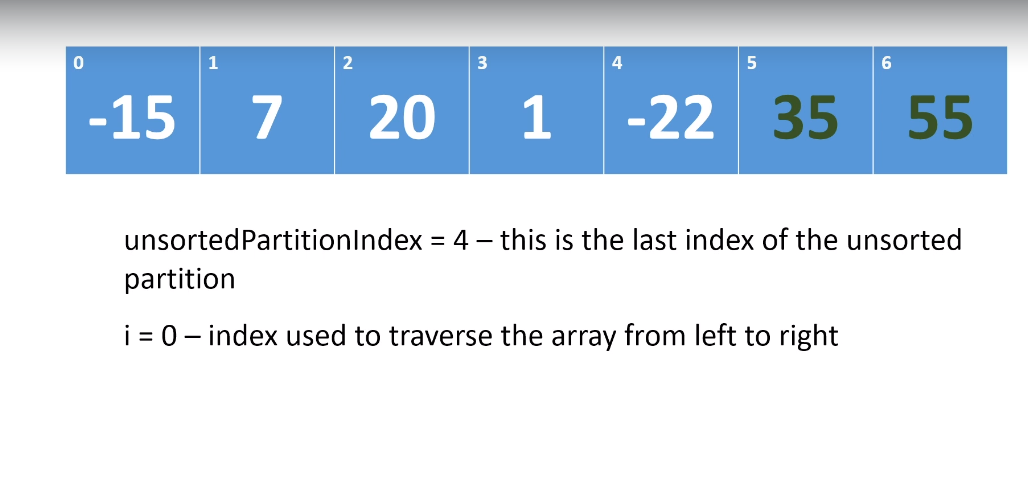 0 1 2 3 4 5 6
-15 7 20 1 -22 35 55
unsortedPartitionIndex = 4 – this is the last index of the unsorted
partition
i = 0 – index used to traverse the array from left to right